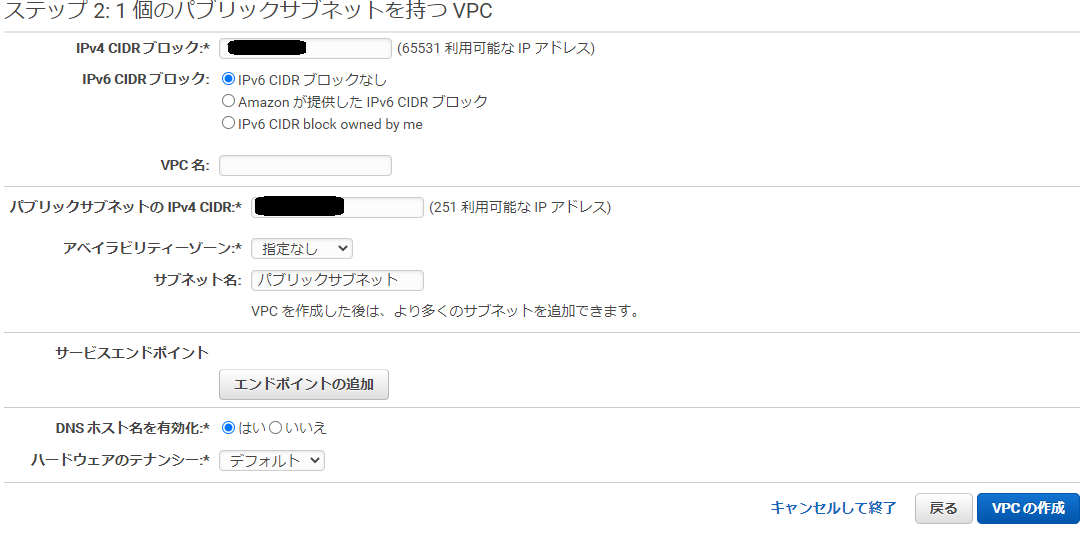 ステップ 2: 1 個のパブリックサブネットを持つ VPC
IPv4 CIDR ブロック:* (65531 利用可能な IP アドレス)
IPv6 CIDR ブロック: IPv6 CIDR ブロックなし
Amazon が提供した IPv6 CIDR ブロック
IPv6 CIDR block owned by me
VPC 名:
パブリックサブネットの IPv4 CIDR:* (251 利用可能な IP アドレス)
アベイラビリティーゾーン:* 指定なし
サブネット名: パブリックサブネット
VPC を作成した後は、より多くのサブネットを追加できます。
サービスエンドポイント
エンドポイントの追加
DNS ホスト名を有効化:* はい いいえ
ハードウェアのテナンシー:* デフォルト
キャンセルして終了 戻る VPC の作成